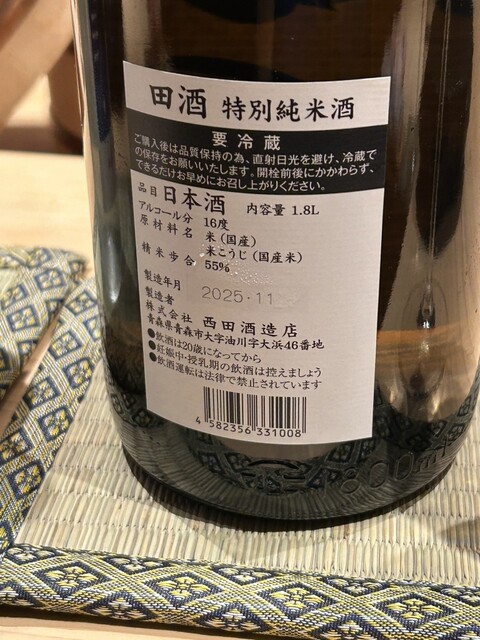 田酒 特別純米酒
要冷蔵
ご購入後は品質保持の為、直射日光を避け、冷蔵で
の保存をお願いいたします。開栓前後にかかわらず、
できるだけお早めにお召し上がりください。
品目 日本酒 内容量 1.8L
アルコール分 16度
原材料名 米(国産)
米こうじ(国産米)
精米歩合 55%
製造年月 2025.11
製造者
株式会社 西田酒造店
青森県青森市大字油川字大浜46番地
●飲酒は20歳になってから
●妊娠中・授乳期の飲酒は控えましょう
●飲酒運転は法律で禁止されています
4 582356 331008
800ml